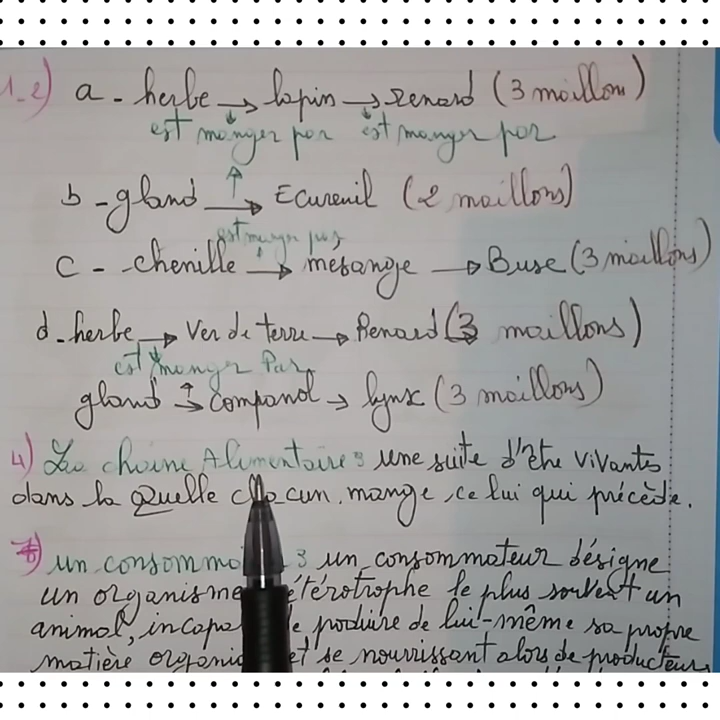 1-2) a - herbe → lapin → Renard (3 maillon)
est manger par est manger par
b - gland → Ecureuil (2 maillons)
est manger par
c - chenille → mésange → Buse (3 maillons)
d - herbe → Ver de terre → Renard (3 maillons)
est manger Par
gland → Companol → lynx (3 maillons)
4) La chaine Alimentaire : une suite d'être vivants
dans la Quelle chacun mange celui qui précède.
un consommateur : un consommateur désigne
un organisme hétérotrophe le plus souvent un
animal, incapable de produire de lui-même sa propre
matière organique et se nourrissant alors de producteurs